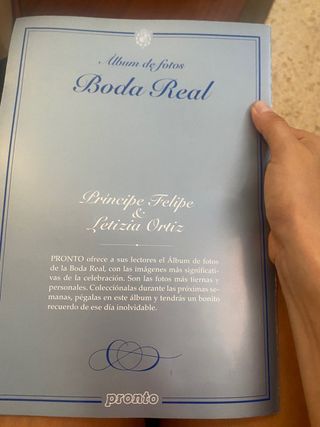 Álbum de fotos
Boda Real
Príncipe Felipe
&
Letizia Ortiz
PRONTO ofrece a sus lectores el Álbum de fotos
de la Boda Real, con las imágenes más significati-
vas de la celebración. Son las fotos más tiernas y
personales. Colecciónalas durante las próximas se-
manas, pégalas en este álbum y tendrás un bonito
recuerdo de ese día inolvidable.
pronto